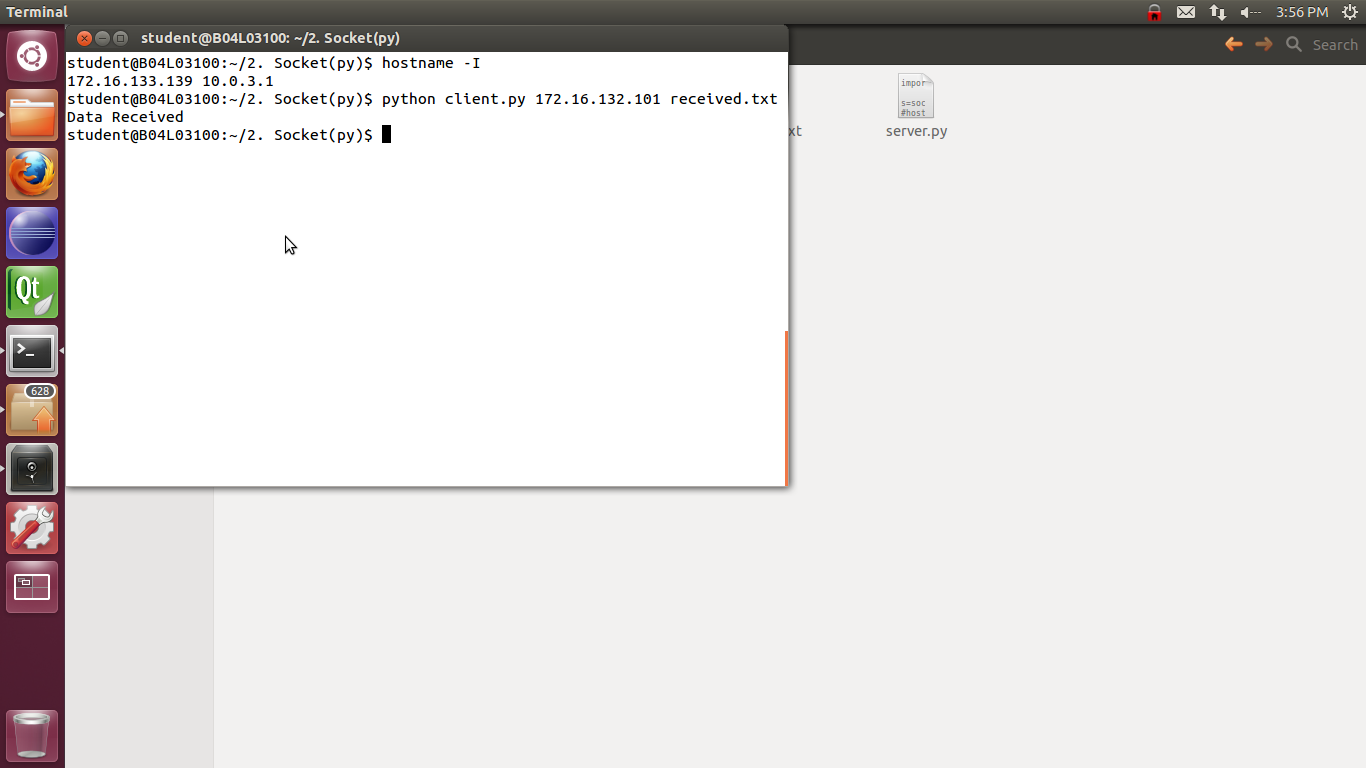 Terminal
3:56 PM
student@B04L03100: ~/2. Socket(py)
Search
student@B04L03100:~/2. Socket(py)$ hostname -I
172.16.133.139 10.0.3.1
student@B04L03100:~/2. Socket(py)$ python client.py 172.16.132.101 received.txt
Data Received
student@B04L03100:~/2. Socket(py)$
impor
s=soc
#host
xt
server.py
Qt
>_
628